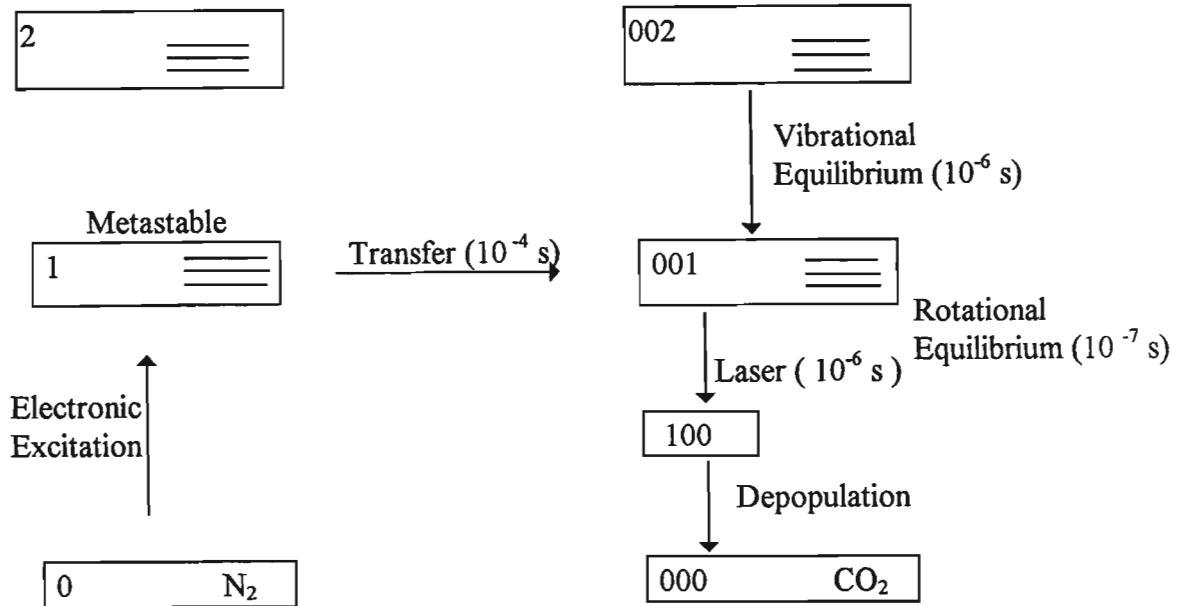 2
002
Vibrational
Equilibrium (10⁻⁶ s)
Metastable
1
Transfer (10⁻⁴ s)
001
Rotational
Equilibrium (10⁻⁷ s)
Laser ( 10⁻⁶ s )
Electronic
Excitation
100
Depopulation
0 N₂
000 CO₂